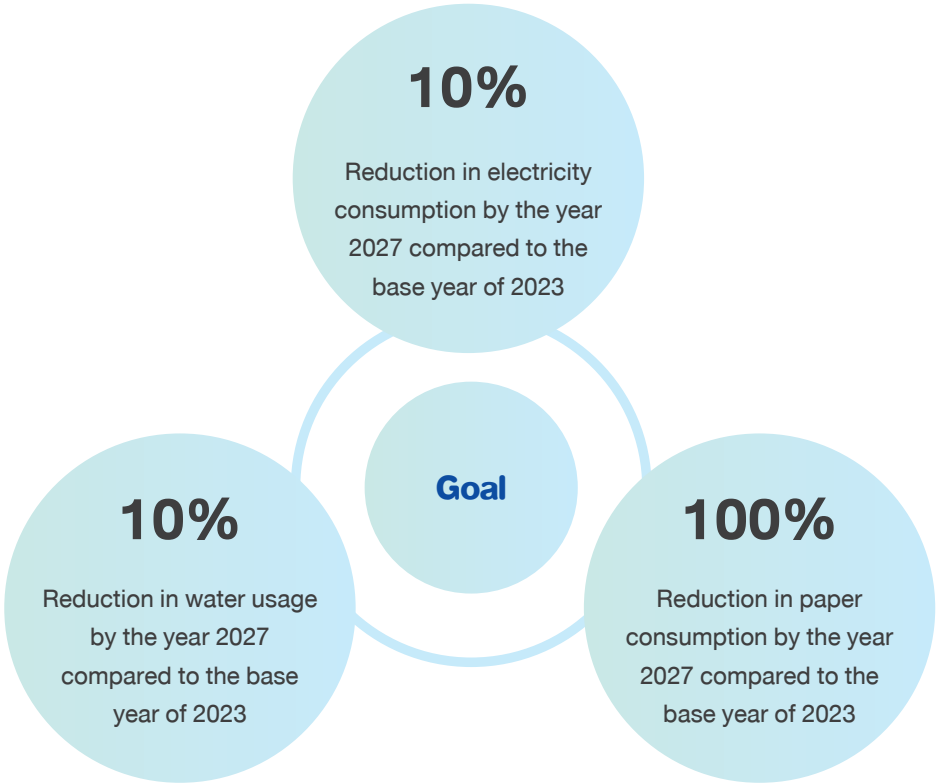 10%
Reduction in electricity
consumption by the year
2027 compared to the
base year of 2023
Goal
10%
Reduction in water usage
by the year 2027
compared to the base
year of 2023
100%
Reduction in paper
consumption by the year
2027 compared to the
base year of 2023